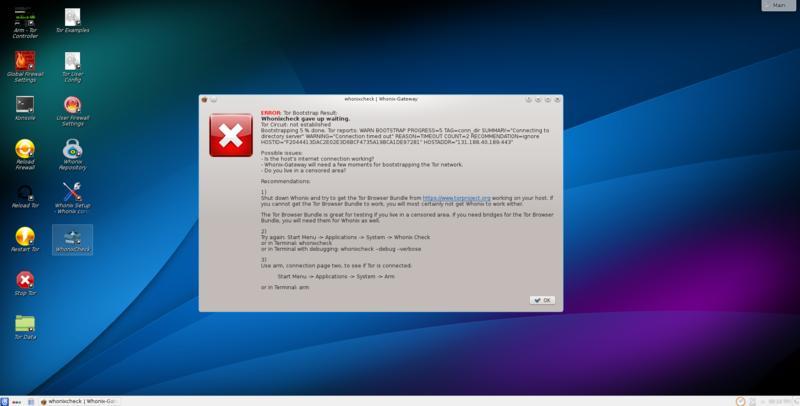 Main
Arm - Tor Controller
Tor Examples
Global Firewall Settings
Tor User Config
Konsole
User Firewall Settings
Reload Firewall
Whonix Repository
Reload Tor
Whonix Setup - Whonix con...
Restart Tor
WhonixCheck
Stop Tor
Tor Data
whonixcheck | Whonix-Gateway
ERROR: Tor Bootstrap Result:
Whonixcheck gave up waiting.
Tor Circuit: not established
Bootstrapping 5 % done. Tor reports: WARN BOOTSTRAP PROGRESS=5 TAG=conn_dir SUMMARY="Connecting to
directory server" WARNING="Connection timed out" REASON=TIMEOUT COUNT=2 RECOMMENDATION=ignore
HOSTADDR="131.188.40.189:443"
Possible issues:
- Is the host's internet connection working?
- Whonix-Gateway will need a few moments for bootstrapping the Tor network.
- Do you live in a censored area?
Recommendations:
1)
Shut down Whonix and try to get the Tor Browser Bundle from https://www.torproject.org working on your host. If
you cannot get the Tor Browser Bundle to work, you will most certainly not get Whonix to work either.
The Tor Browser Bundle is great for testing if you live in a censored area. If you need bridges for the Tor Browser
Bundle, you will need them for Whonix as well.
2)
Try again: Start Menu -> Applications -> System -> Whonix Check
or in Terminal: whonixcheck
or in Terminal with debugging: whonixcheck --debug --verbose
3)
Use arm, connection page two, to see if Tor is connected.
Start Menu -> Applications -> System -> Arm
or in Terminal: arm
OK
whonixcheck | Whonix-Gat